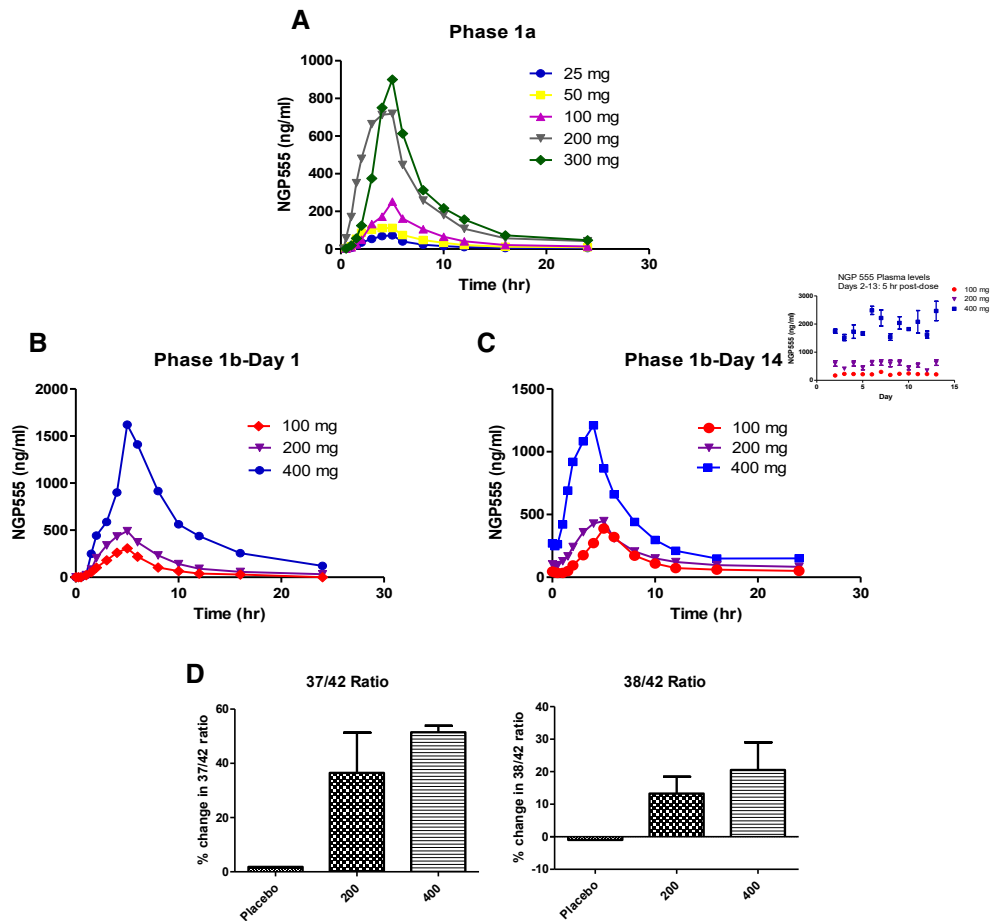 A
Phase 1a
NGP555 (ng/ml)
1000
800
600
400
200
0
0
10
20
30
Time (hr)
25 mg
50 mg
100 mg
200 mg
300 mg
NGP 555 Plasma levels
Days 2-13: 5 hr post-dose
NGP555 (ng/ml)
3000
2000
1000
0
0
5
10
15
Day
100 mg
200 mg
400 mg
B
Phase 1b-Day 1
NGP555 (ng/ml)
2000
1500
1000
500
0
0
10
20
30
Time (hr)
100 mg
200 mg
400 mg
C
Phase 1b-Day 14
NGP555 (ng/ml)
1500
1000
500
0
0
10
20
30
Time (hr)
100 mg
200 mg
400 mg
D
37/42 Ratio
% change in 37/42 ratio
60
40
20
0
Placebo
200
400
38/42 Ratio
% change in 38/42 ratio
40
30
20
10
0
-10
Placebo
200
400